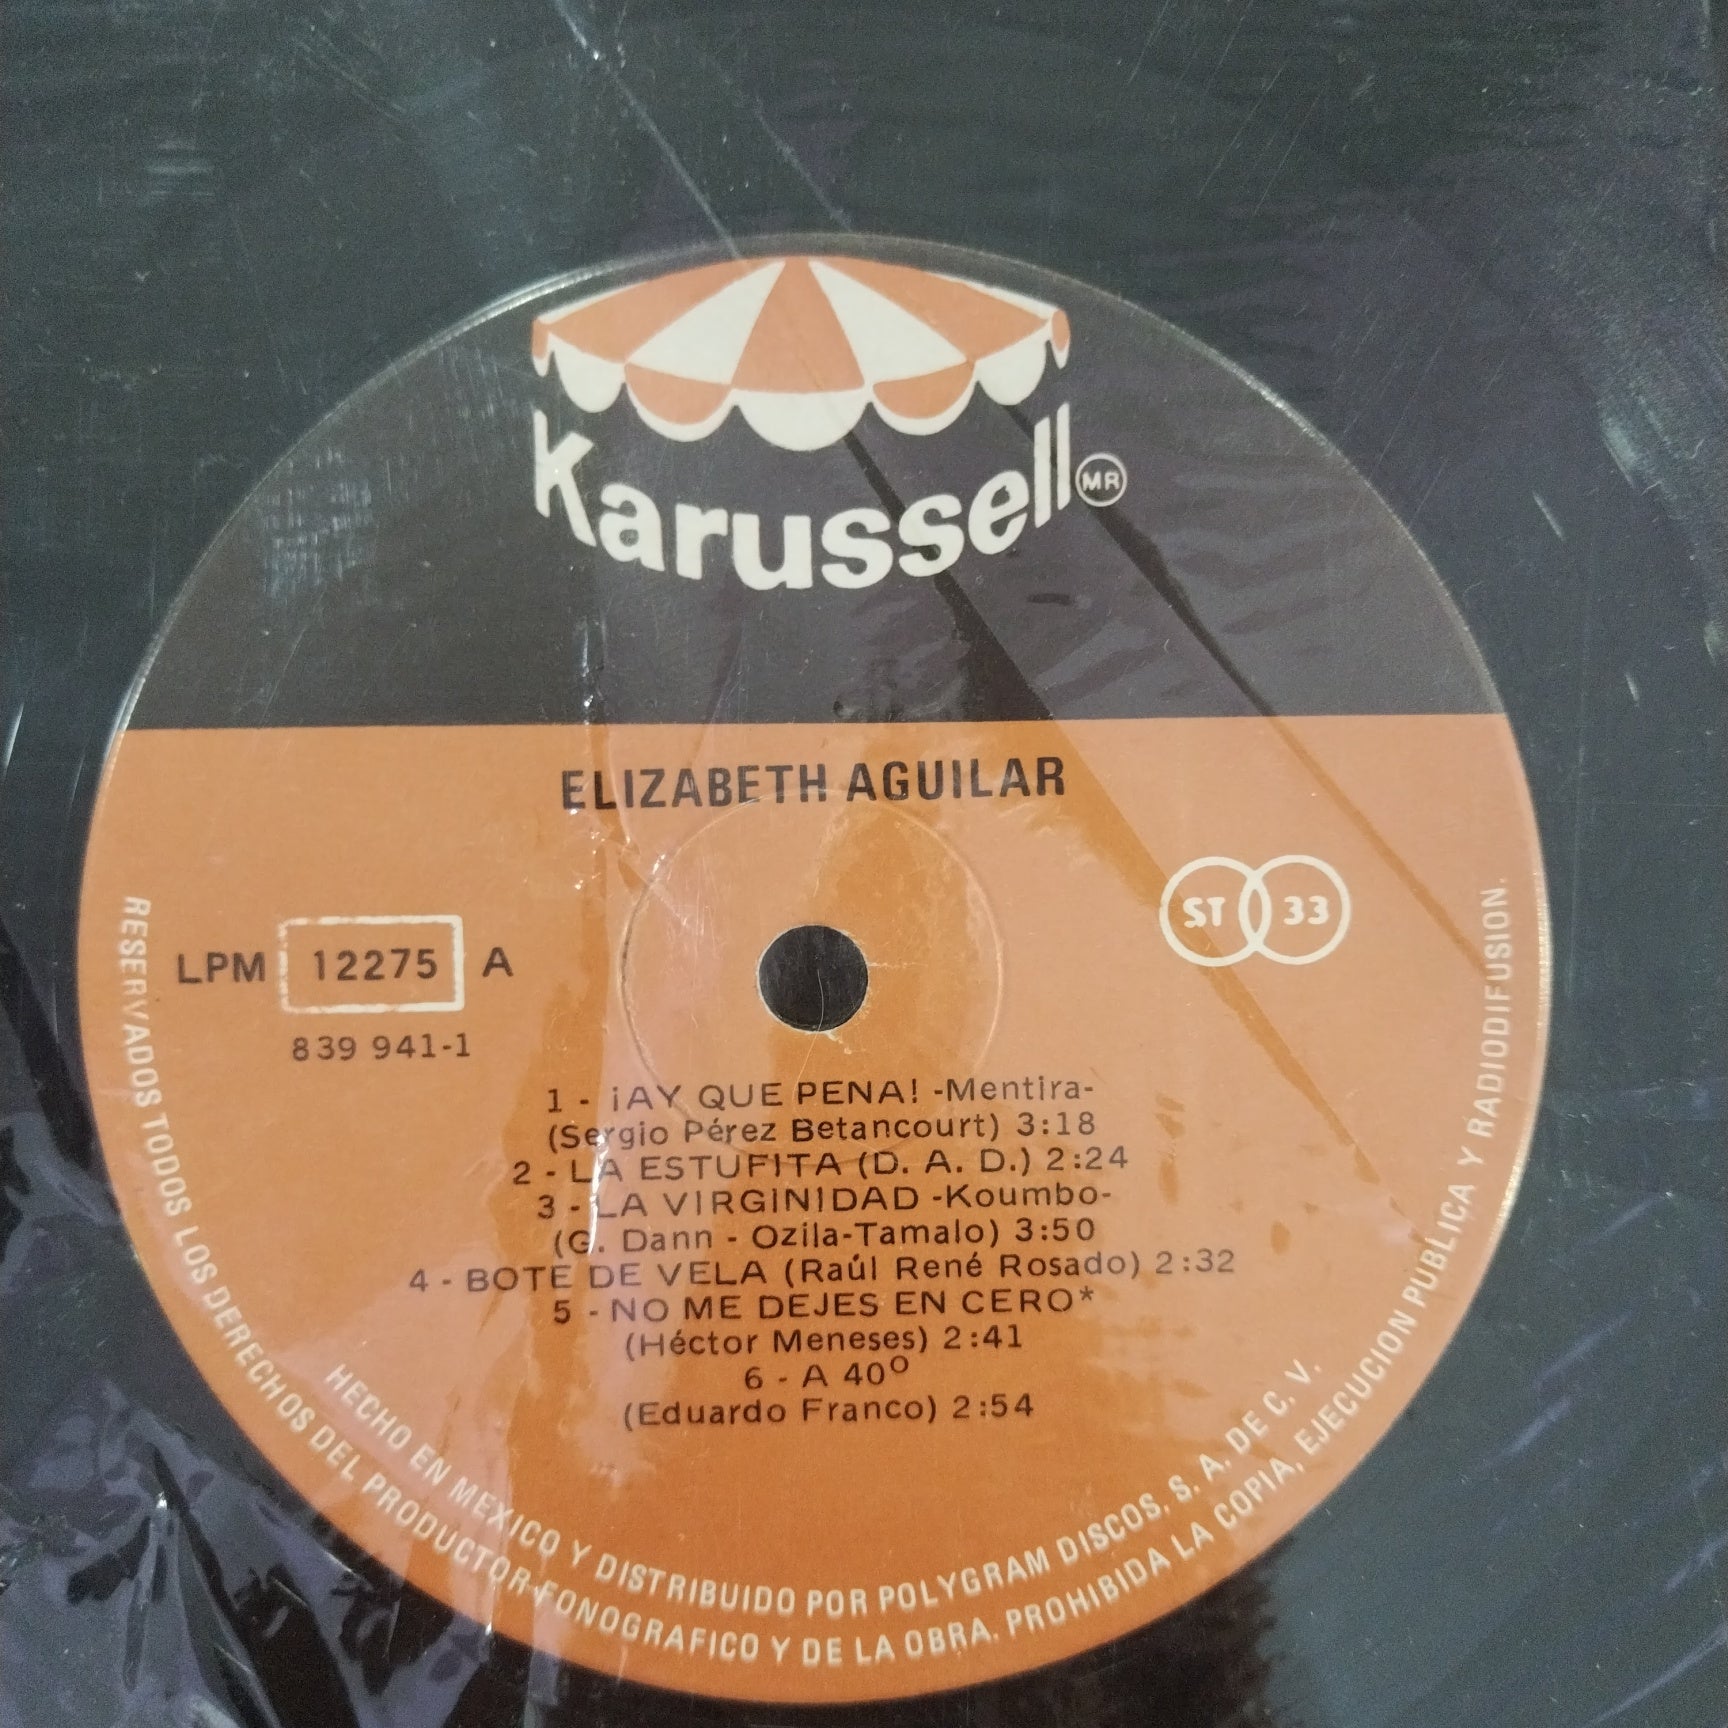 Karussell MR
ELIZABETH AGUILAR
LPM 12275 A
839 941-1
ST 33
1 - ¡AY QUE PENA! -Mentira-
(Sergio Pérez Betancourt) 3:18
2 - LA ESTUFITA (D. A. D.) 2:24
3 - LA VIRGINIDAD -Koumbo-
(G. Dann - Ozila-Tamalo) 3:50
4 - BOTE DE VELA (Raúl René Rosado) 2:32
5 - NO ME DEJES EN CERO*
(Héctor Meneses) 2:41
6 - A 40º
(Eduardo Franco) 2:54
HECHO EN MEXICO Y DISTRIBUIDO POR POLYGRAM DISCOS, S. A. DE C. V.
RESERVADOS TODOS LOS DERECHOS DEL PRODUCTOR FONOGRAFICO Y DE LA OBRA. PROHIBIDA LA COPIA, EJECUCION PUBLICA Y RADIODIFUSION.